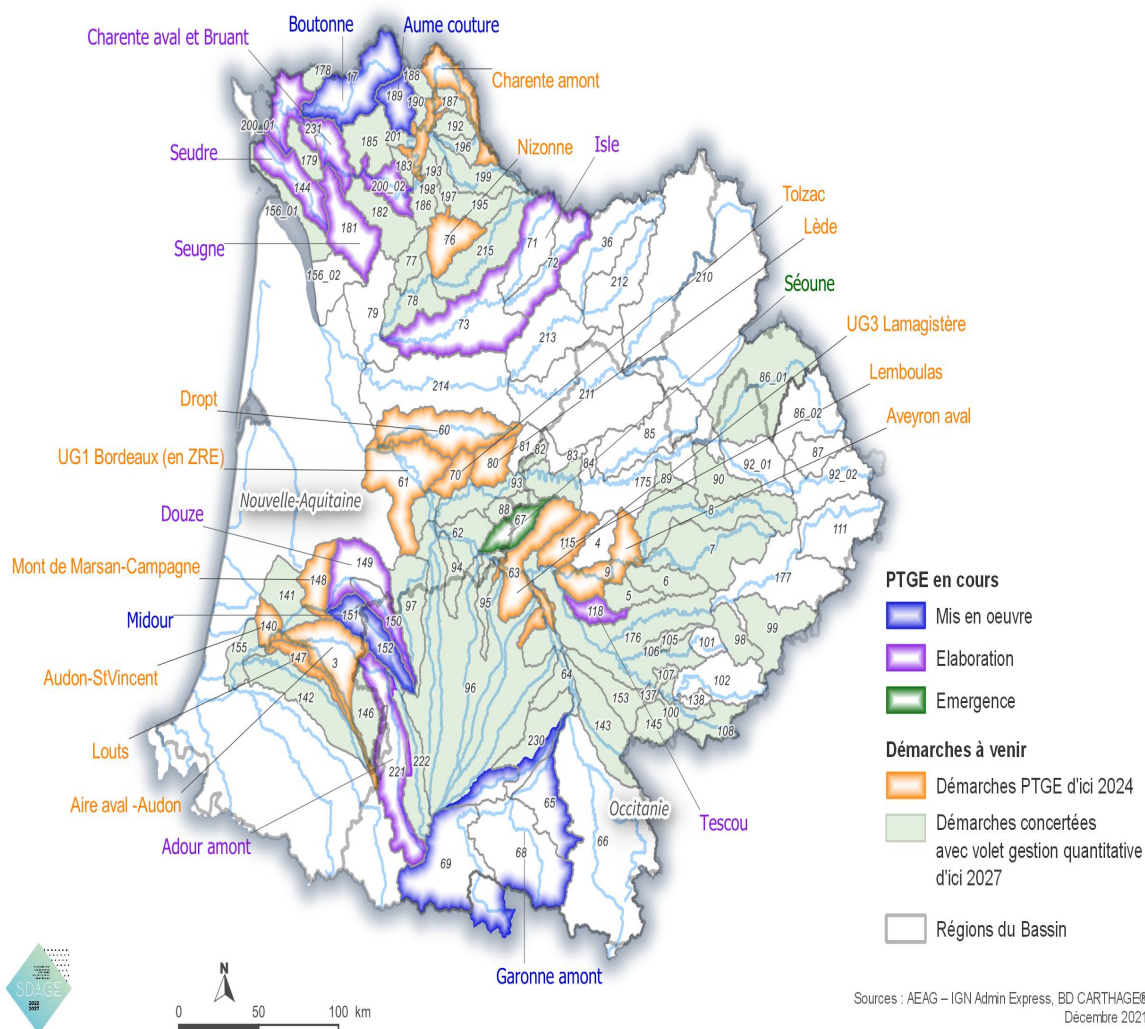 Boutonne
Aume couture
Charente aval et Bruant
Charente amont
Nizonne
Isle
Seudre
Tolzac
Lède
Seugne
Séoune
UG3 Lamagistère
Lemboulas
Dropt
Aveyron aval
UG1 Bordeaux (en ZRE)
Nouvelle-Aquitaine
Douze
Mont de Marsan-Campagne
Midour
Audon-StVincent
Louts
Aire aval -Audon
Adour amont
Occitanie
Tescou
Garonne amont
178
17
188
189
190
187
200_01
231
185
201
192
196
179
183
193
199
144
200_02
198
197
182
186
195
156_01
181
76
215
71
72
36
77
156_02
78
212
210
79
73
213
214
211
86_01
86_02
60
81
82
83
84
85
87
61
70
80
92_01
92_02
93
175
89
90
88
67
8
111
62
115
4
7
149
94
63
9
177
148
6
141
95
5
97
118
151
150
140
152
176
105
101
98
99
155
147
3
106
96
107
102
142
146
64
153
137
138
100
143
145
108
230
221
222
65
66
69
68
PTGE en cours
Mis en oeuvre
Elaboration
Emergence
Démarches à venir
Démarches PTGE d'ici 2024
Démarches concertées
avec volet gestion quantitative
d'ici 2027
Régions du Bassin
N
0 50 100 km
SDAGE
2022
2027
Sources : AEAG – IGN Admin Express, BD CARTHAGE®
Décembre 2021